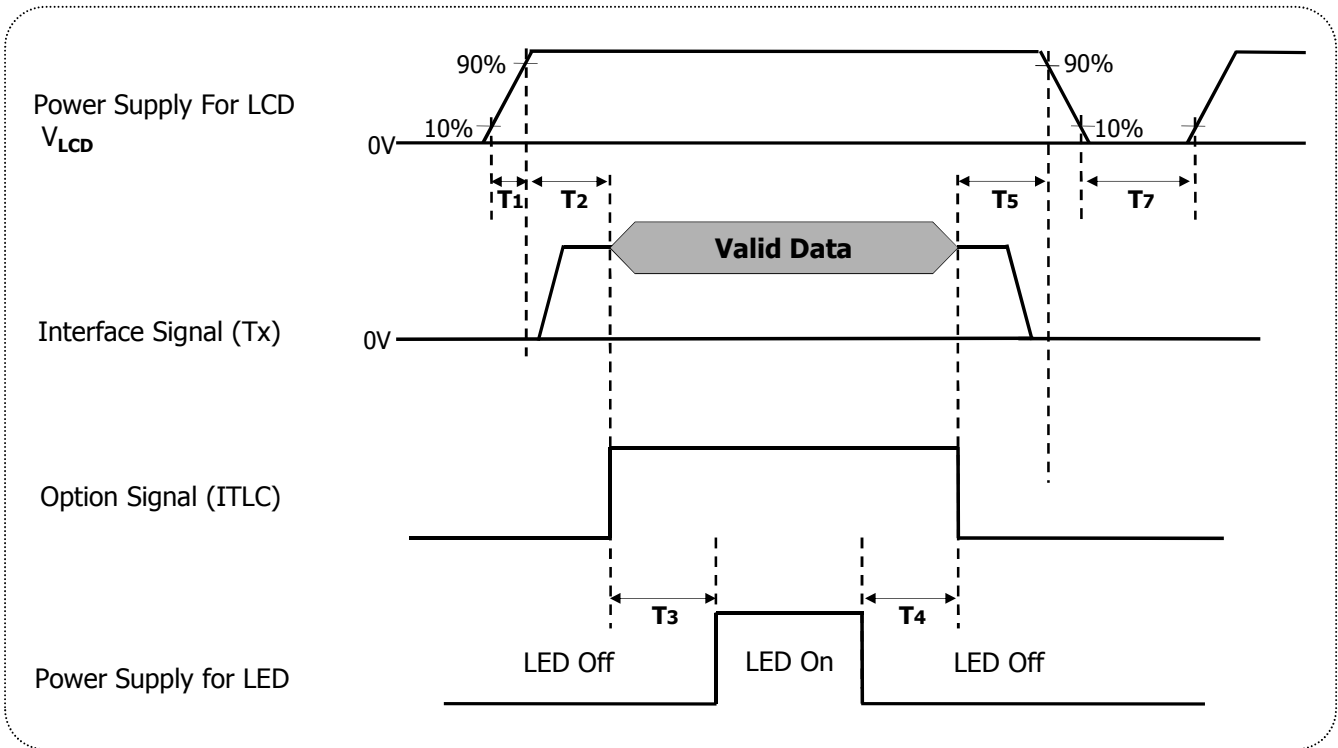 90%
90%
Power Supply For LCD
VLCD
10%
10%
0V
T1
T2
T5
T7
Valid Data
Interface Signal (Tx)
0V
Option Signal (ITLC)
T3
T4
LED Off
LED On
LED Off
Power Supply for LED